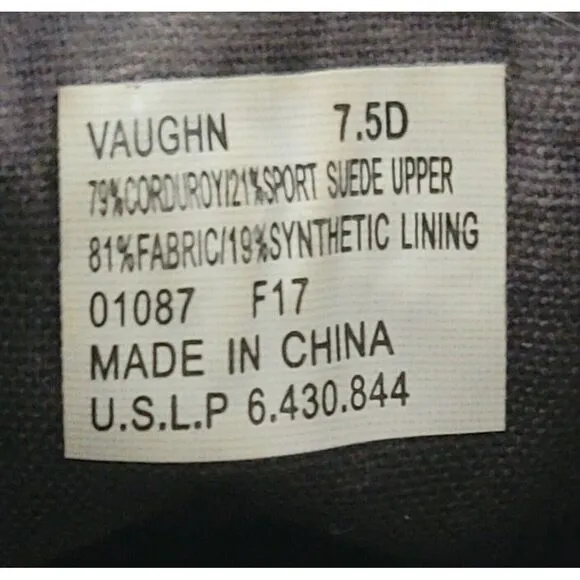 VAUGHN 7.5D
79%CORDUROY/21%SPORT SUEDE UPPER
81%FABRIC/19%SYNTHETIC LINING
01087 F17
MADE IN CHINA
U.S.L.P 6.430.844